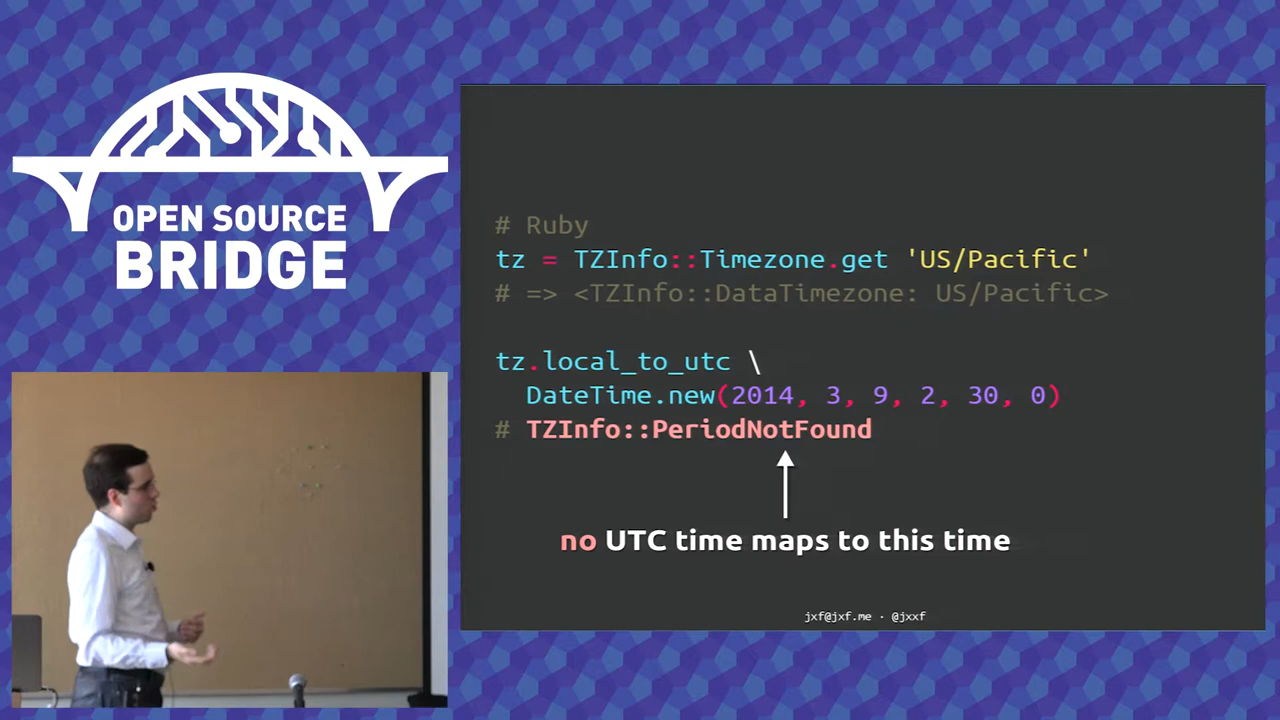 OPEN SOURCE
BRIDGE
# Ruby
tz = TZInfo::Timezone.get 'US/Pacific'
# => <TZInfo::DataTimezone: US/Pacific>
tz.local_to_utc \
DateTime.new(2014, 3, 9, 2, 30, 0)
# TZInfo::PeriodNotFound
no UTC time maps to this time
jxf@jxf.me · @jxxf